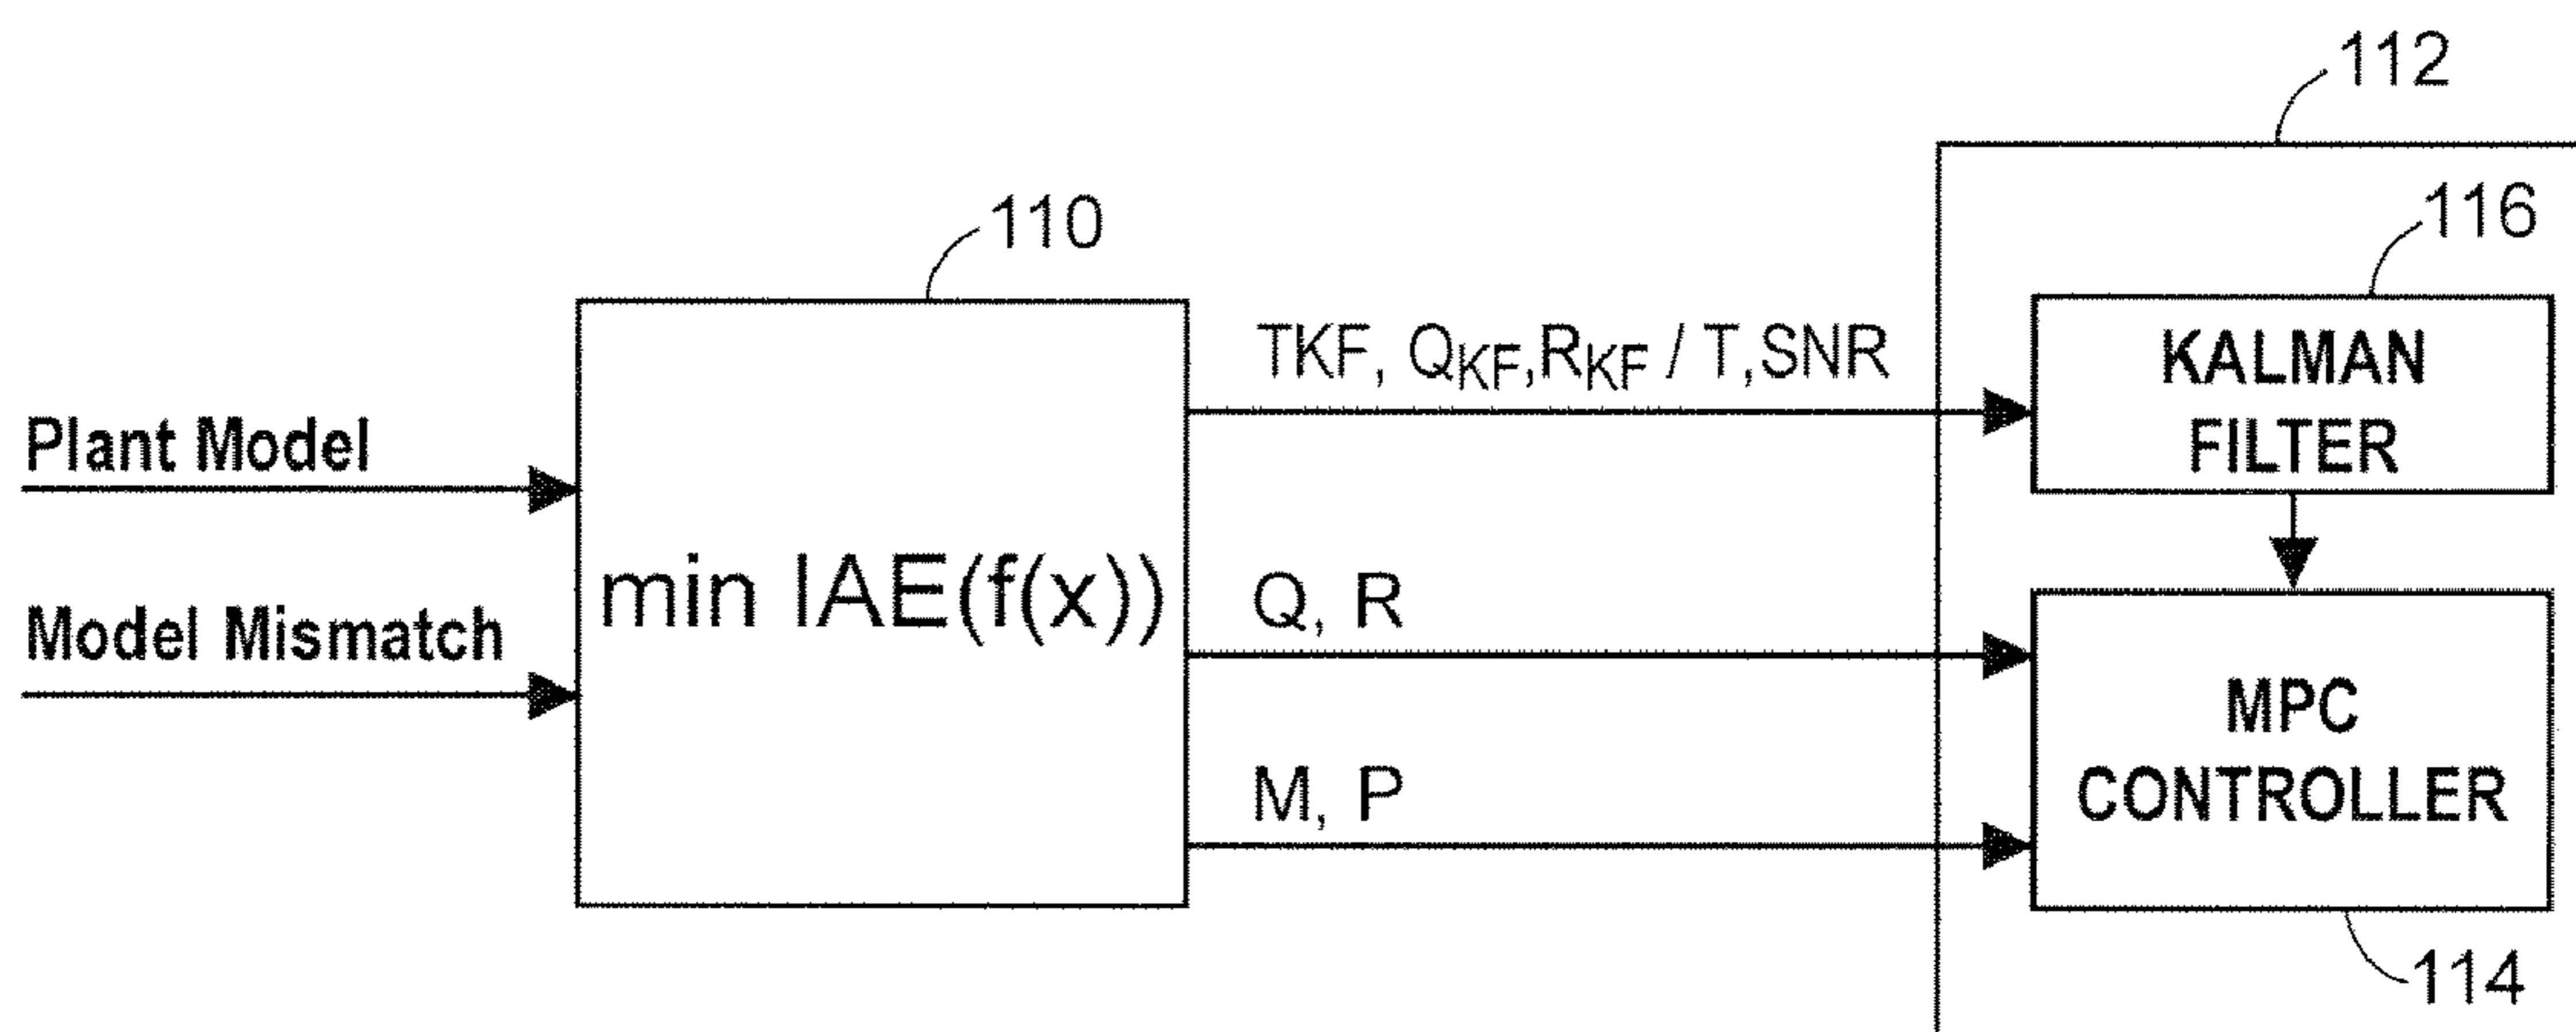 112
116
110
TKF, QKF,RKF / T,SNR
KALMAN
FILTER
Plant Model
min IAE(f(x))
Q, R
Model Mismatch
MPC
CONTROLLER
M, P
114